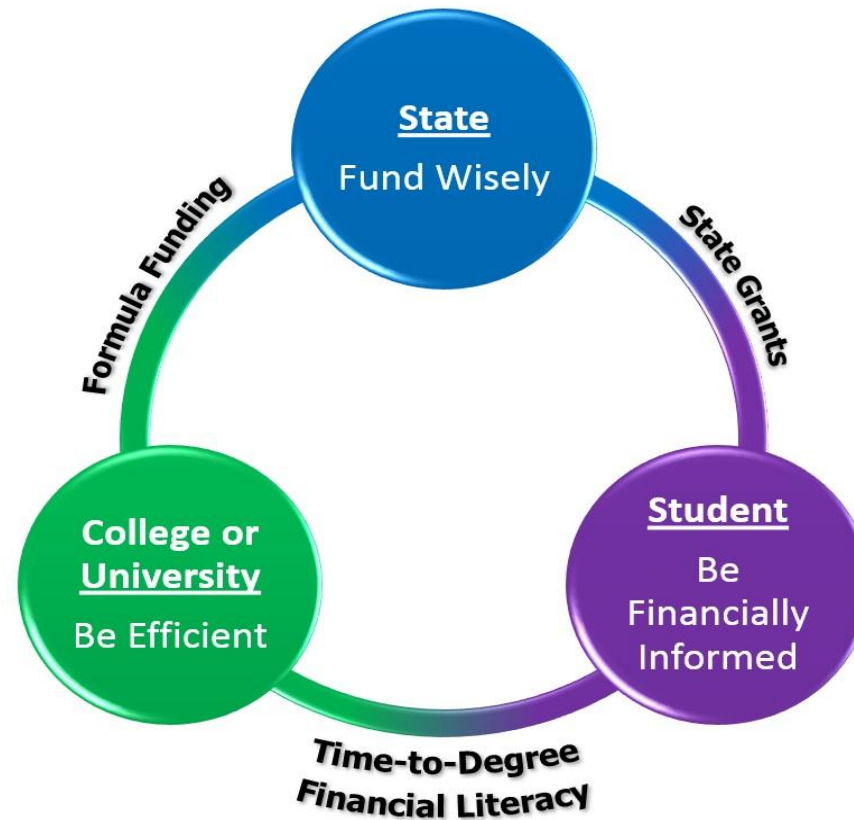 State
Fund Wisely
Formula Funding
State Grants
College or
University
Be Efficient
Student
Be
Financially
Informed
Time-to-Degree
Financial Literacy